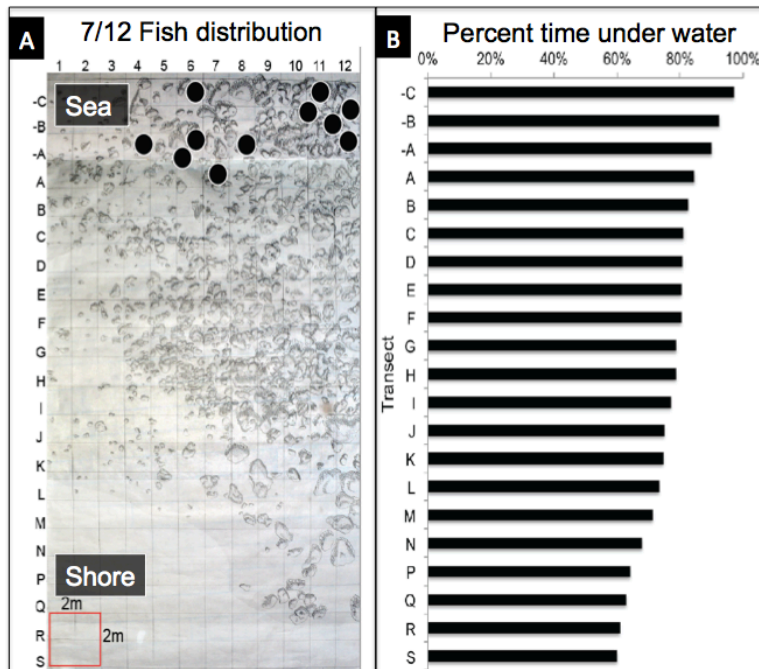 A 7/12 Fish distribution
1 2 3 4 5 6 7 8 9 10 11 12
-C
Sea
-B
-A
A
B
C
D
E
F
G
H
I
J
K
L
M
N
P
Shore
Q
2m
R
2m
S
B Percent time under water
0% 20% 40% 60% 80% 100%
Transect
-C
-B
-A
A
B
C
D
E
F
G
H
I
J
K
L
M
N
P
Q
R
S